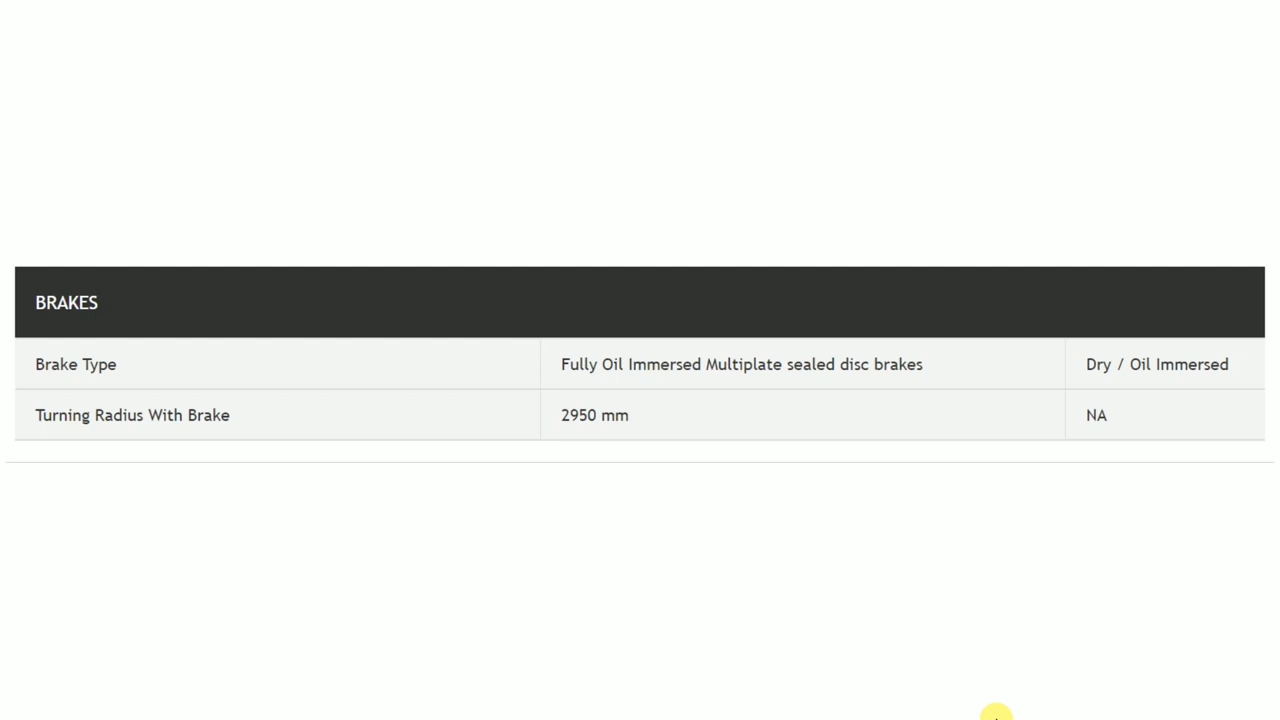 BRAKES
Brake Type Fully Oil Immersed Multiplate sealed disc brakes Dry / Oil Immersed
Turning Radius With Brake 2950 mm NA